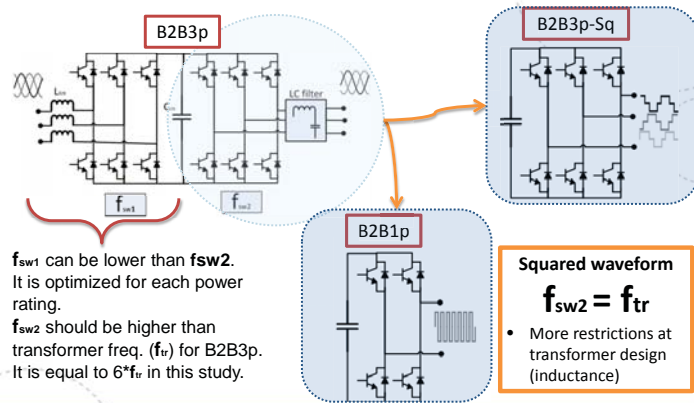 B2B3p
B2B3p-Sq
LC filter
fsw1
fsw2
B2B1p
fsw1 can be lower than fsw2.
It is optimized for each power
rating.
fsw2 should be higher than
transformer freq. (ftr) for B2B3p.
It is equal to 6*ftr in this study.
Squared waveform
fsw2 = ftr
• More restrictions at
transformer design
(inductance)